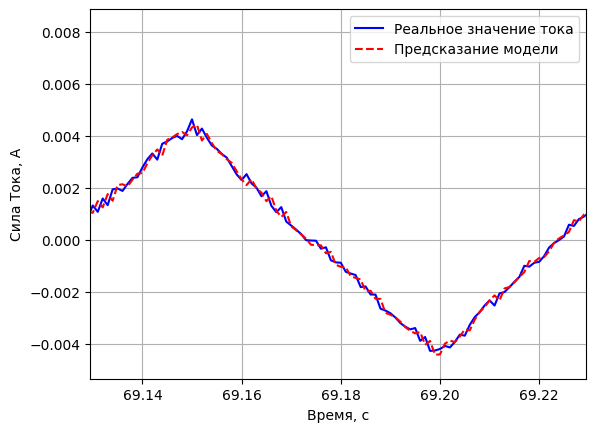 Реальное значение тока
Предсказание модели
0.008
0.006
0.004
0.002
0.000
−0.002
−0.004
Сила Тока, А
69.14 69.16 69.18 69.20 69.22
Время, с